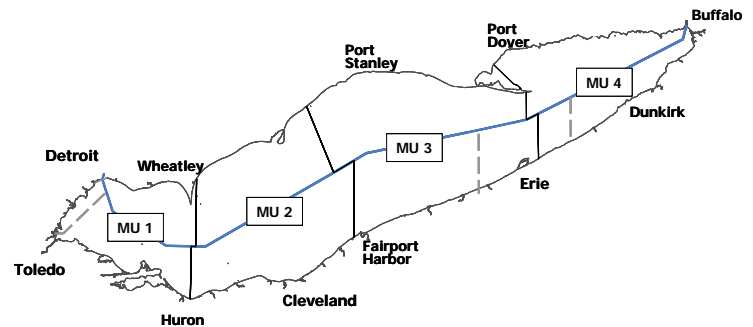 Buffalo
Port
Dover
Port
Stanley
MU 4
Dunkirk
MU 3
Detroit
Wheatley
Erie
MU 2
MU 1
Fairport
Harbor
Toledo
Cleveland
Huron